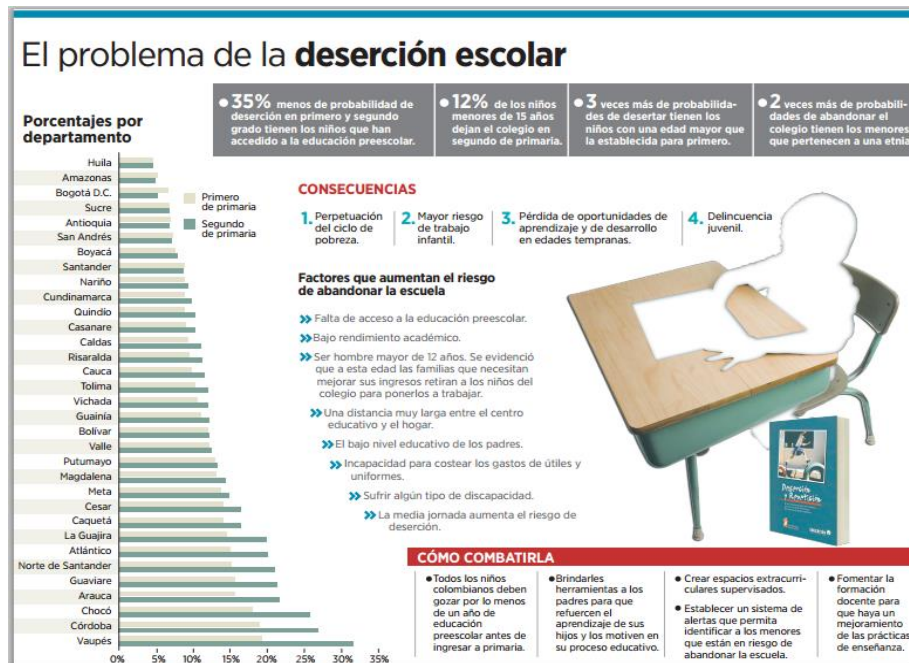 El problema de la deserción escolar
Porcentajes por
departamento
35% menos de probabilidad de
deserción en primero y segundo
grado tienen los niños que han
accedido a la educación preescolar.
12% de los niños
menores de 15 años
dejan el colegio en
segundo de primaria.
3 veces más de probabilida-
des de desertar tienen los
niños con una edad mayor que
la establecida para primero.
2 veces más de probabili-
dades de abandonar el
colegio tienen los menores
que pertenecen a una etnia
Huila
Amazonas
Bogotá D.C.
Sucre
Antioquia
San Andrés
Boyacá
Santander
Nariño
Cundinamarca
Quindío
Casanare
Caldas
Risaralda
Cauca
Tolima
Vichada
Guainía
Bolívar
Valle
Putumayo
Magdalena
Meta
Cesar
Caquetá
La Guajira
Atlántico
Norte de Santander
Guaviare
Arauca
Chocó
Córdoba
Vaupés
0% 5% 10% 15% 20% 25% 30% 35%
Primero
de primaria
Segundo
de primaria
CONSECUENCIAS
1. Perpetuación
del ciclo de
pobreza.
2. Mayor riesgo
de trabajo
infantil.
3. Pérdida de oportunidades de
aprendizaje y de desarrollo
en edades tempranas.
4. Delincuencia
juvenil.
Factores que aumentan el riesgo
de abandonar la escuela
Falta de acceso a la educación preescolar.
Bajo rendimiento académico.
Ser hombre mayor de 12 años. Se evidenció
que a esta edad las familias que necesitan
mejorar sus ingresos retiran a los niños del
colegio para ponerlos a trabajar.
Una distancia muy larga entre el centro
educativo y el hogar.
El bajo nivel educativo de los padres.
Incapacidad para costear los gastos de útiles y
uniformes.
Sufrir algún tipo de discapacidad.
La media jornada aumenta el riesgo de
deserción.
Deserción
y Repetición
CÓMO COMBATIRLA
Todos los niños
colombianos deben
gozar por lo menos
de un año de
educación
preescolar antes de
ingresar a primaria.
Brindarles
herramientas a los
padres para que
refuercen el
aprendizaje de sus
hijos y los motiven en
su proceso educativo.
Crear espacios extracurri-
culares supervisados.
Establecer un sistema de
alertas que permita
identificar a los menores
que están en riesgo de
abandonar la escuela.
Fomentar la
formación
docente para
que haya un
mejoramiento
de las prácticas
de enseñanza.